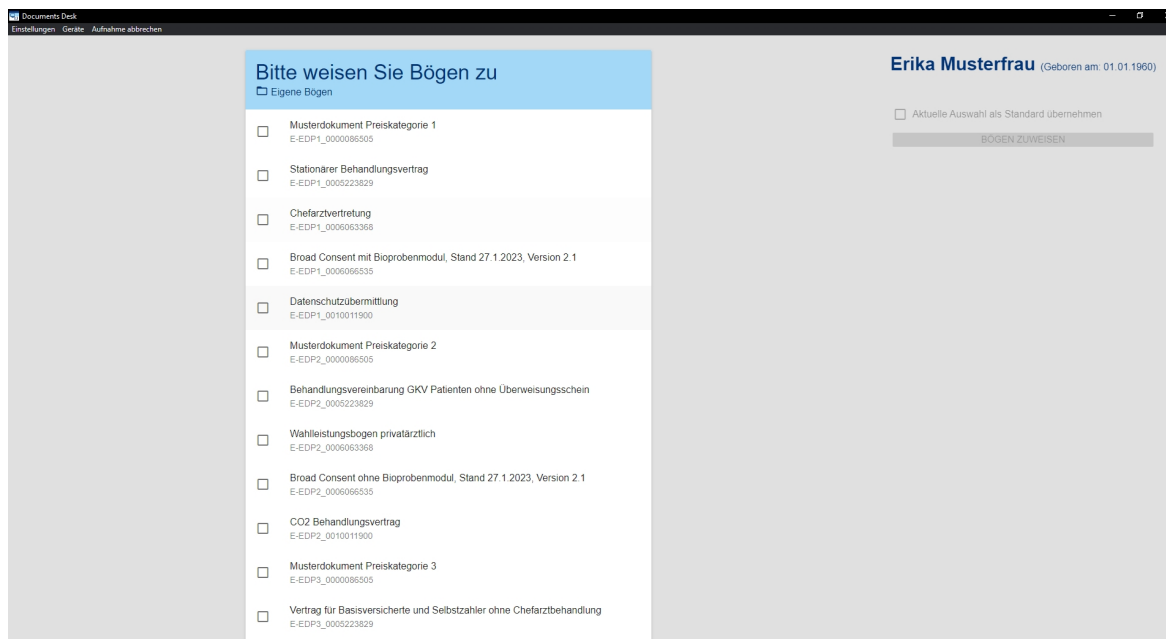 Documents Desk
Einstellungen Geräte Aufnahme abbrechen
Bitte weisen Sie Bögen zu
Eigene Bögen
Musterdokument Preiskategorie 1
E-EDP1_0000086505
Stationärer Behandlungsvertrag
E-EDP1_0005223829
Chefarztvertretung
E-EDP1_0006063368
Broad Consent mit Bioprobenmodul, Stand 27.1.2023, Version 2.1
E-EDP1_0006066535
Datenschutzübermittlung
E-EDP1_0010011900
Musterdokument Preiskategorie 2
E-EDP2_0000086505
Behandlungsvereinbarung GKV Patienten ohne Überweisungsschein
E-EDP2_0005223829
Wahlleistungsbogen privatärztlich
E-EDP2_0006063368
Broad Consent ohne Bioprobenmodul, Stand 27.1.2023, Version 2.1
E-EDP2_0006066535
CO2 Behandlungsvertrag
E-EDP2_0010011900
Musterdokument Preiskategorie 3
E-EDP3_0000086505
Vertrag für Basisversicherte und Selbstzahler ohne Chefarztbehandlung
E-EDP3_0005223829
Erika Musterfrau (Geboren am: 01.01.1960)
Aktuelle Auswahl als Standard übernehmen
BÖGEN ZUWEISEN